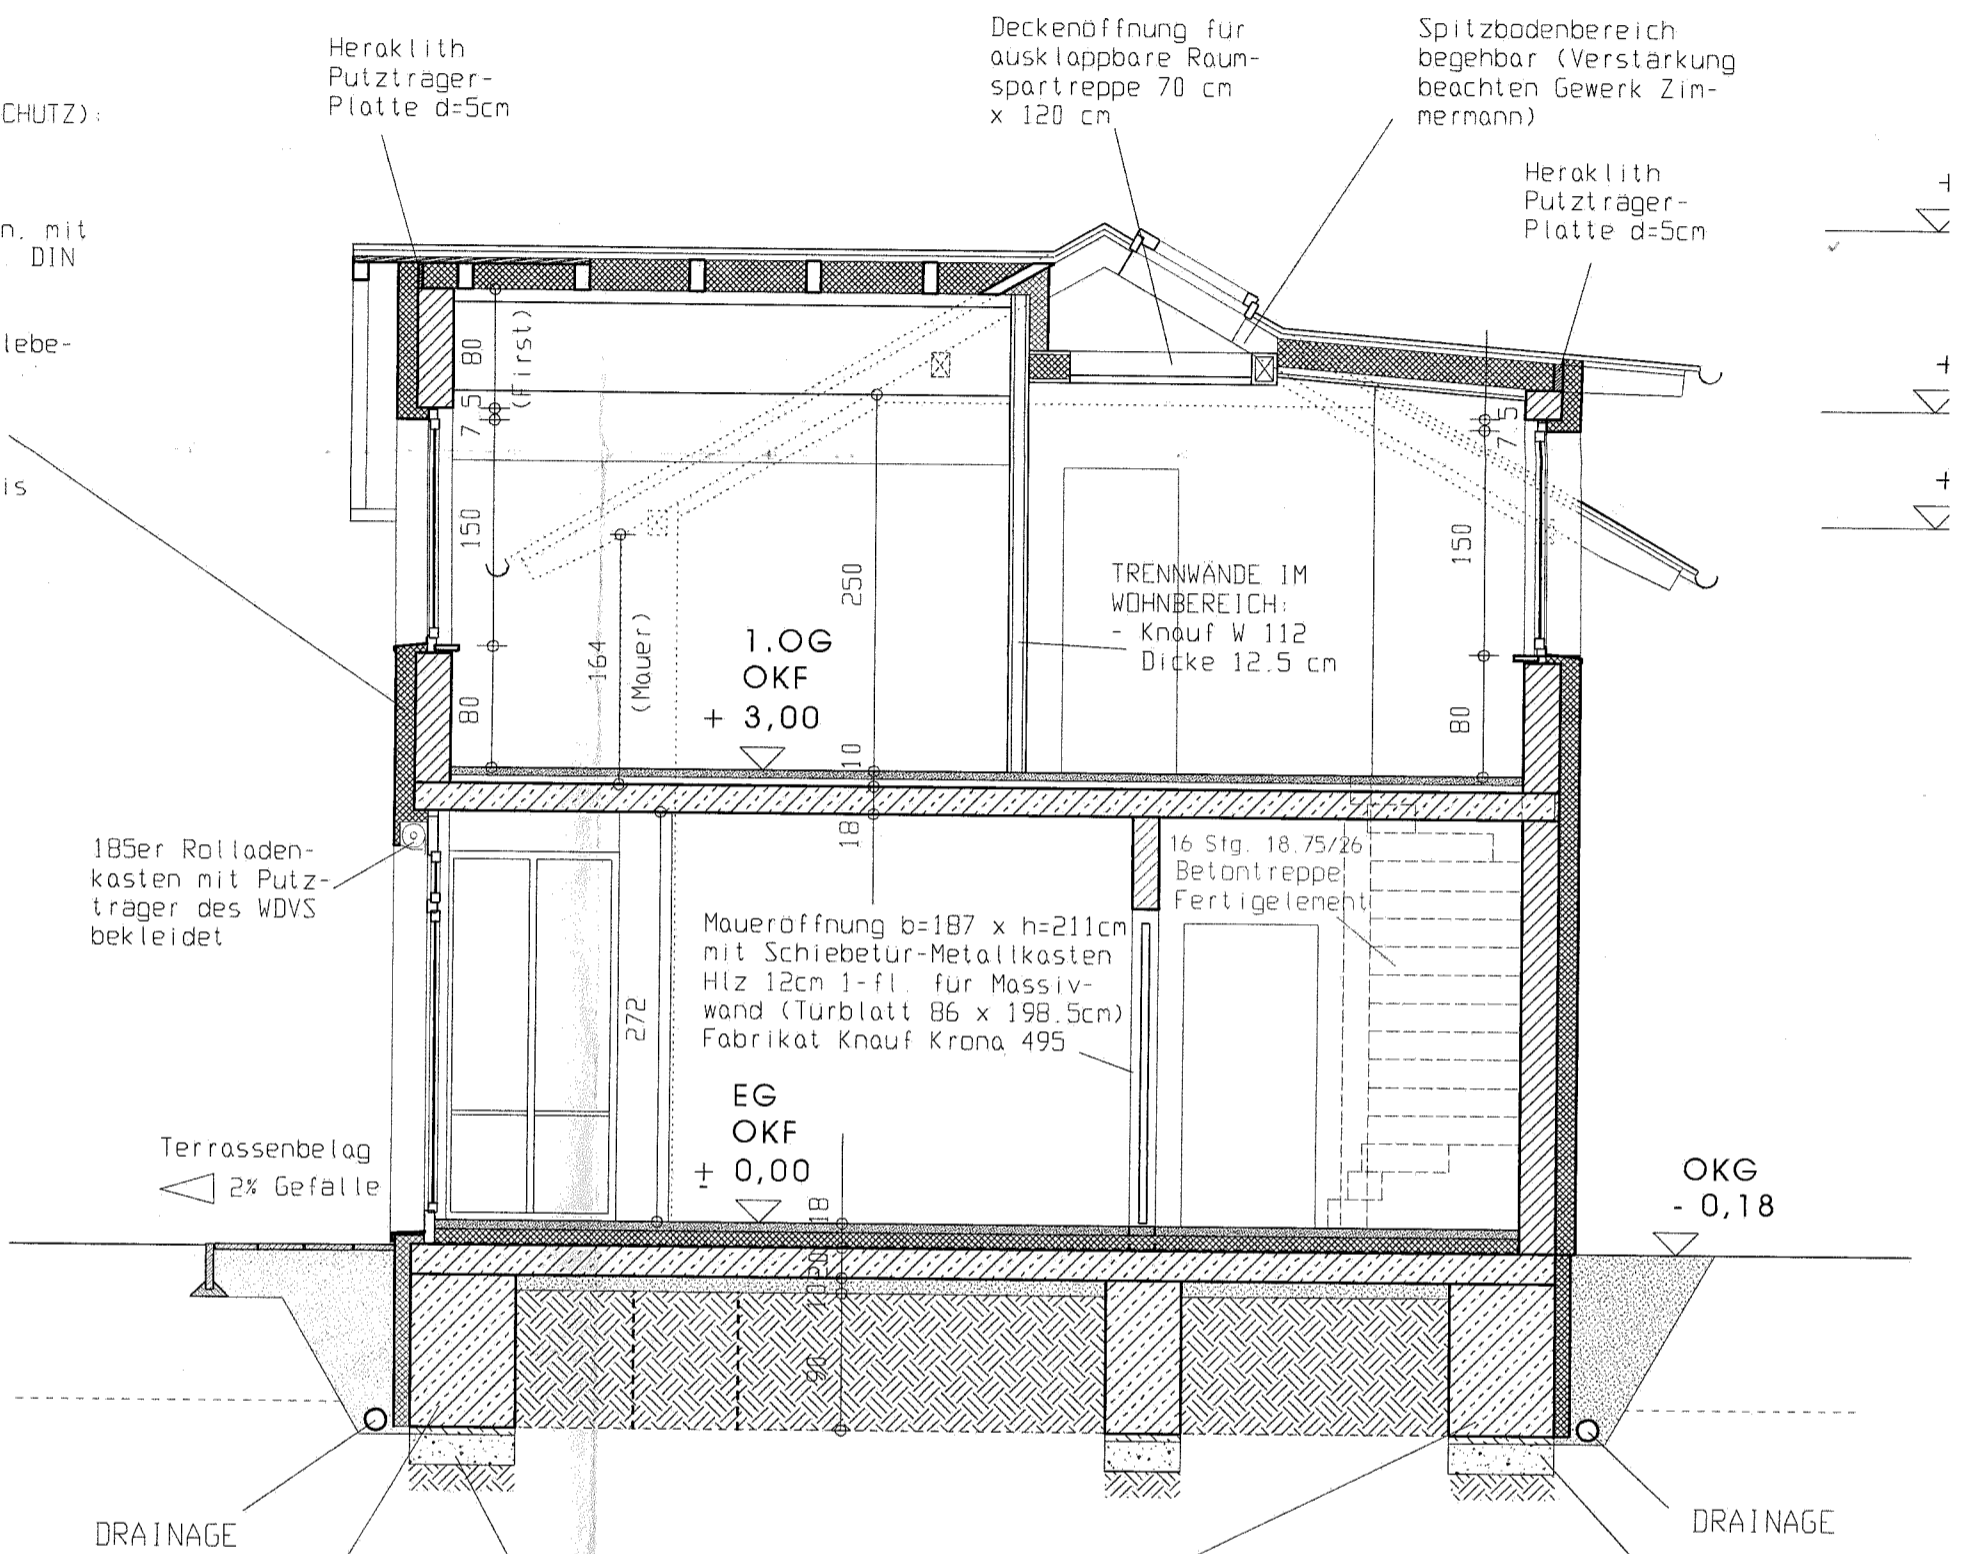 Heraklith
Putzträger-
Platte d=5cm
Deckenöffnung für
ausklappbare Raum-
spartreppe 70 cm
x 120 cm
Spitzbodenbereich
begehbar (Verstärkung
beachten Gewerk Zim-
mermann)
CHUTZ):
Heraklith
Putzträger-
Platte d=5cm
n. mit
DIN
lebe-
is
+
+
+
80
(First)
7.5
150
80
164
(Mauer)
250
10
18
1.OG
OKF
+ 3,00
TRENNWÄNDE IM
WOHNBEREICH:
- Knauf W 112
Dicke 12.5 cm
7.5
150
80
185er Rolladen-
kasten mit Putz-
träger des WDVS
bekleidet
16 Stg. 18.75/26
Betontreppe
Fertigelement
Maueröffnung b=187 x h=211cm
mit Schiebetür-Metallkasten
Hlz 12cm 1-fl. für Massiv-
wand (Türblatt 86 x 198.5cm)
Fabrikat Knauf Krona 495
272
EG
OKF
± 0,00
Terrassenbelag
2% Gefälle
OKG
- 0,18
18
20
10
90
DRAINAGE
DRAINAGE